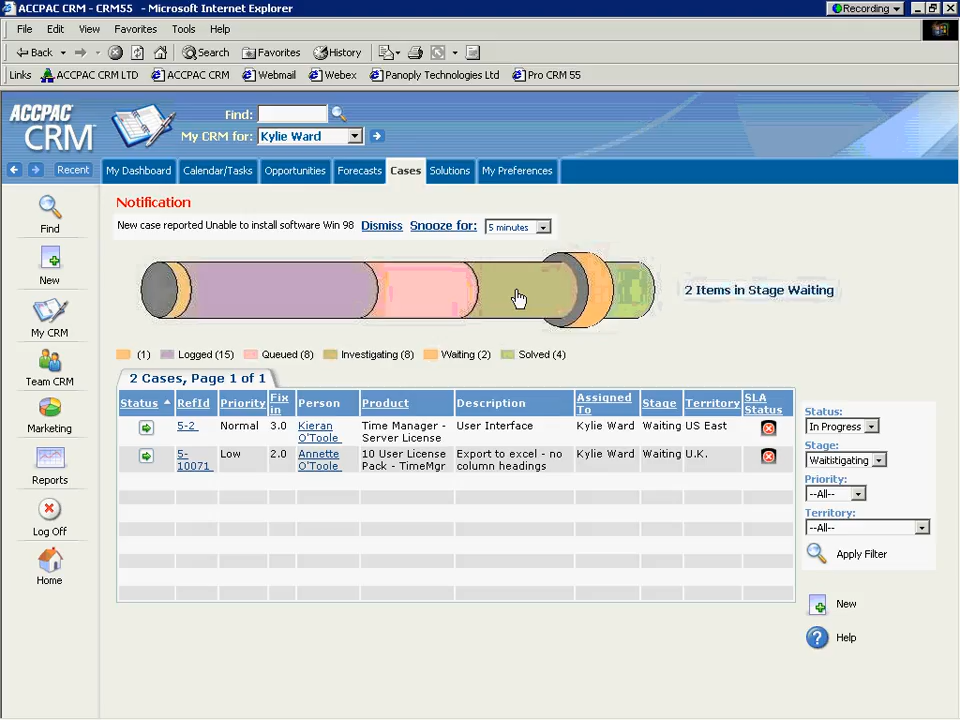 ACCPAC CRM - CRM55 - Microsoft Internet Explorer
Recording
File Edit View Favorites Tools Help
Back Search Favorites History
Links ACCPAC CRM LTD ACCPAC CRM Webmail Webex Panoply Technologies Ltd Pro CRM 55
ACCPAC CRM
Find:
My CRM for: Kylie Ward
Recent My Dashboard Calendar/Tasks Opportunities Forecasts Cases Solutions My Preferences
Find
New
My CRM
Team CRM
Marketing
Reports
Log Off
Home
Notification
New case reported Unable to install software Win 98 Dismiss Snooze for: 5 minutes
2 Items in Stage Waiting
(1) Logged (15) Queued (8) Investigating (8) Waiting (2) Solved (4)
2 Cases, Page 1 of 1
Status RefId Priority Fix in Person Product Description Assigned To Stage Territory SLA Status
5-2 Normal 3.0 Kieran O'Toole Time Manager - Server License User Interface Kylie Ward Waiting US East
5-10071 Low 2.0 Annette O'Toole 10 User License Pack - TimeMgr Export to excel - no column headings Kylie Ward Waiting U.K.
Status:
In Progress
Stage:
Priority:
--All--
Territory:
--All--
Apply Filter
New
Help